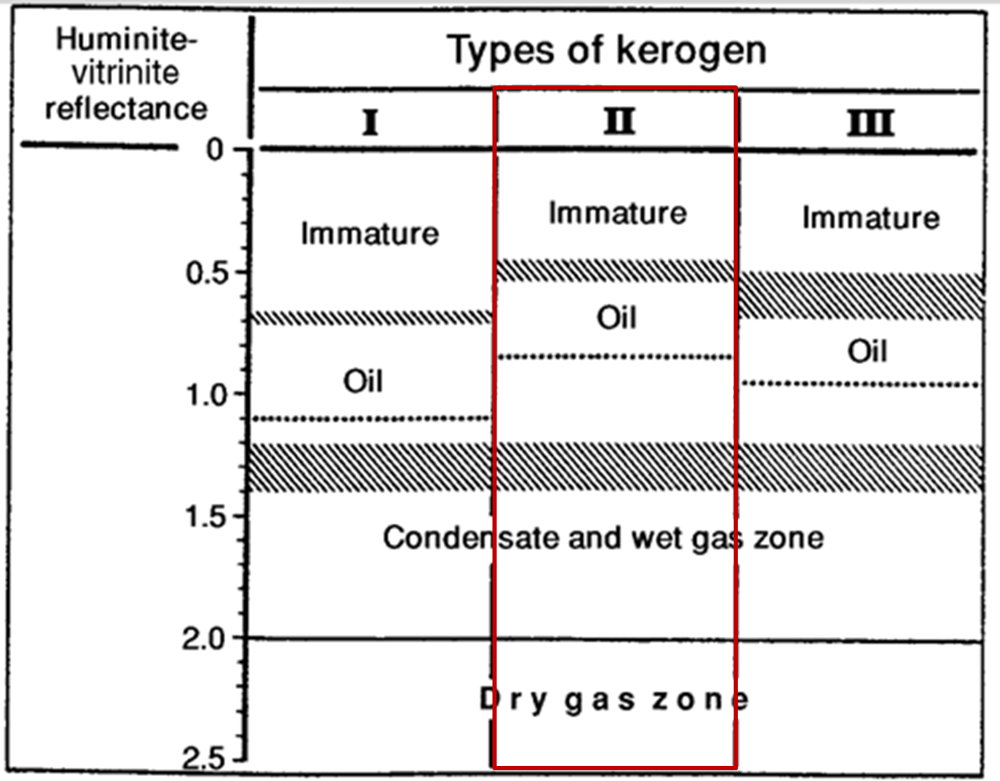 Huminite-
vitrinite
reflectance
Types of kerogen
I
II
III
0
Immature
Immature
Immature
0.5
Oil
Oil
Oil
1.0
1.5
Condensate and wet gas zone
2.0
Dry gas zone
2.5